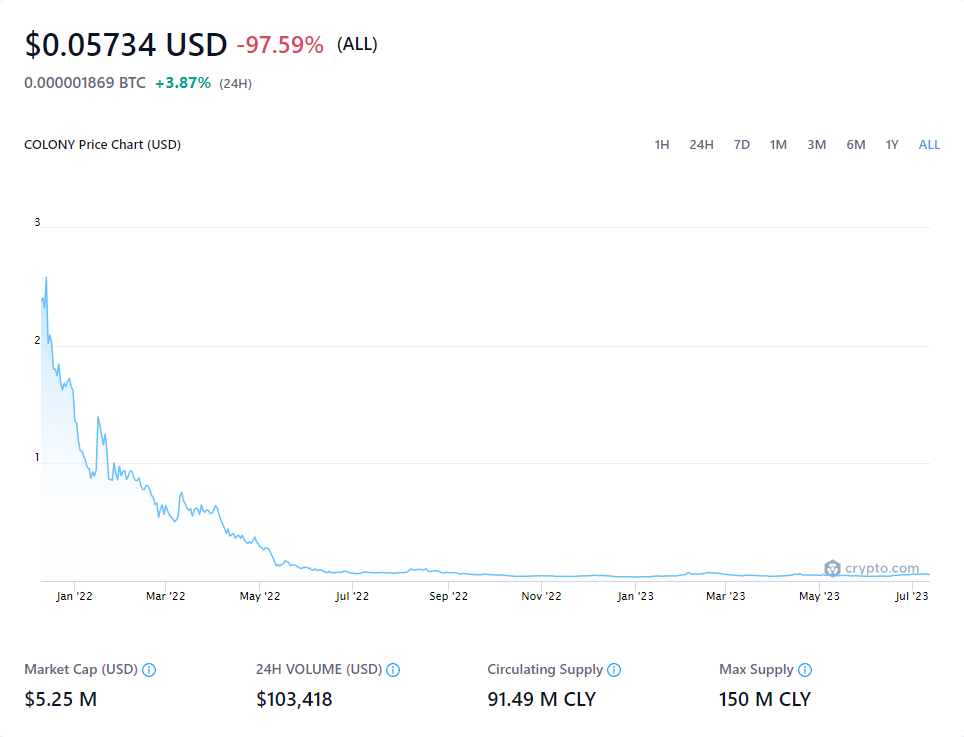 $0.05734 USD -97.59% (ALL)
0.000001869 BTC +3.87% (24H)
COLONY Price Chart (USD) 1H 24H 7D 1M 3M 6M 1Y ALL
3
2
1
crypto.com
Jan '22 Mar '22 May '22 Jul '22 Sep '22 Nov '22 Jan '23 Mar '23 May '23 Jul '23
Market Cap (USD) 24H VOLUME (USD) Circulating Supply Max Supply
$5.25 M $103,418 91.49 M CLY 150 M CLY